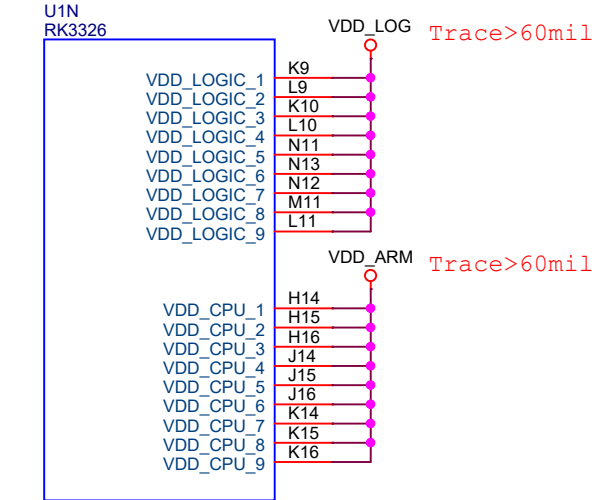 U1N
RK3326
VDD_LOG Trace>60mil
VDD_LOGIC_1 K9
VDD_LOGIC_2 L9
VDD_LOGIC_3 K10
VDD_LOGIC_4 L10
VDD_LOGIC_5 N11
VDD_LOGIC_6 N13
VDD_LOGIC_7 N12
VDD_LOGIC_8 M11
VDD_LOGIC_9 L11
VDD_ARM Trace>60mil
VDD_CPU_1 H14
VDD_CPU_2 H15
VDD_CPU_3 H16
VDD_CPU_4 J14
VDD_CPU_5 J15
VDD_CPU_6 J16
VDD_CPU_7 K14
VDD_CPU_8 K15
VDD_CPU_9 K16